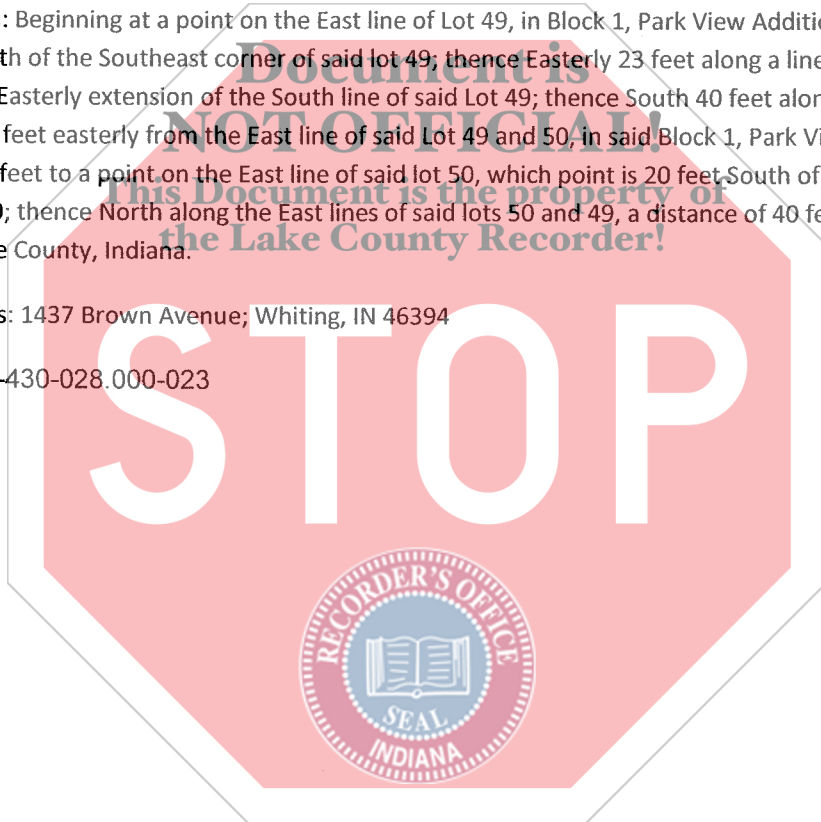 : Beginning at a point on the East line of Lot 49, in Block 1, Park View Additi
th of the Southeast corner of said lot 49; thence Easterly 23 feet along a line
Easterly extension of the South line of said Lot 49; thence South 40 feet alon
feet easterly from the East line of said Lot 49 and 50, in said Block 1, Park Vi
feet to a point on the East line of said lot 50, which point is 20 feet South of
; thence North along the East lines of said lots 50 and 49, a distance of 40 fe
e County, Indiana.
s: 1437 Brown Avenue; Whiting, IN 46394
-430-028.000-023
Document is
NOT OFFICIAL!
This Document is the property of
the Lake County Recorder!
STOP
RECORDER'S OFFICE
SEAL
INDIANA